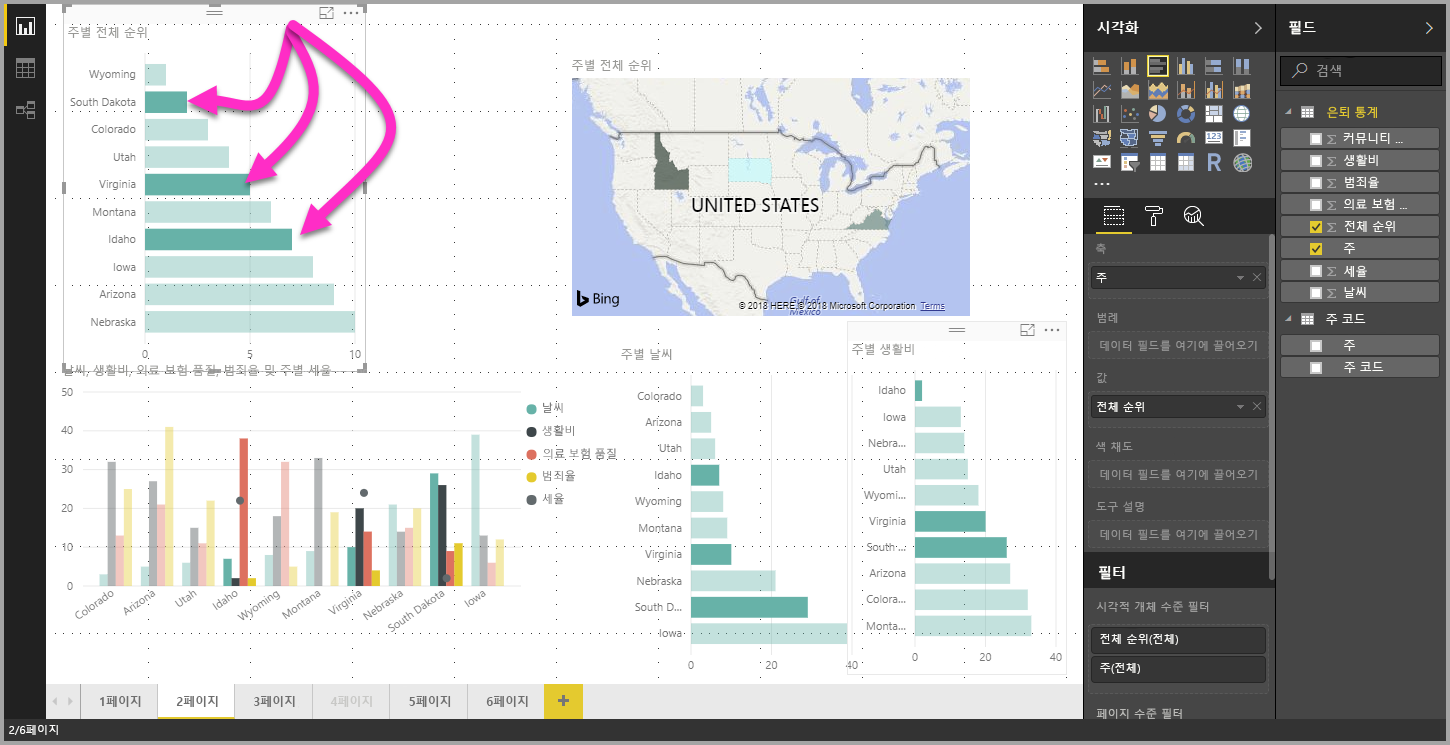 주별 전체 순위
Wyoming
South Dakota
Colorado
Utah
Virginia
Montana
Idaho
Iowa
Arizona
Nebraska
0 5 10
주별 전체 순위
UNITED STATES
Gulf of
Mexico
Bing
© 2018 HERE © 2018 Microsoft Corporation Terms
날씨, 생활비, 의료 보험 품질, 범죄율 및 주별 세율
50
40
30
20
10
0
Colorado
Arizona
Utah
Idaho
Wyoming
Montana
Virginia
Nebraska
South Dakota
Iowa
날씨
생활비
의료 보험 품질
범죄율
세율
주별 날씨
Colorado
Arizona
Utah
Idaho
Wyoming
Montana
Virginia
Nebraska
South D...
Iowa
0 20 40
주별 생활비
Idaho
Iowa
Nebra...
Utah
Wyomi...
Virginia
South ...
Arizona
Colora...
Monta...
0 20 40
1페이지 2페이지 3페이지 4페이지 5페이지 6페이지 +
2/6페이지
시각화
123
R
축
주
범례
데이터 필드를 여기에 끌어오기
값
전체 순위
색 채도
데이터 필드를 여기에 끌어오기
도구 설명
데이터 필드를 여기에 끌어오기
필터
시각적 개체 수준 필터
전체 순위(전체)
주(전체)
페이지 수준 필터
필드
검색
은퇴 통계
커뮤니티 ...
생활비
범죄율
의료 보험 ...
전체 순위
주
세율
날씨
주 코드
주
주 코드